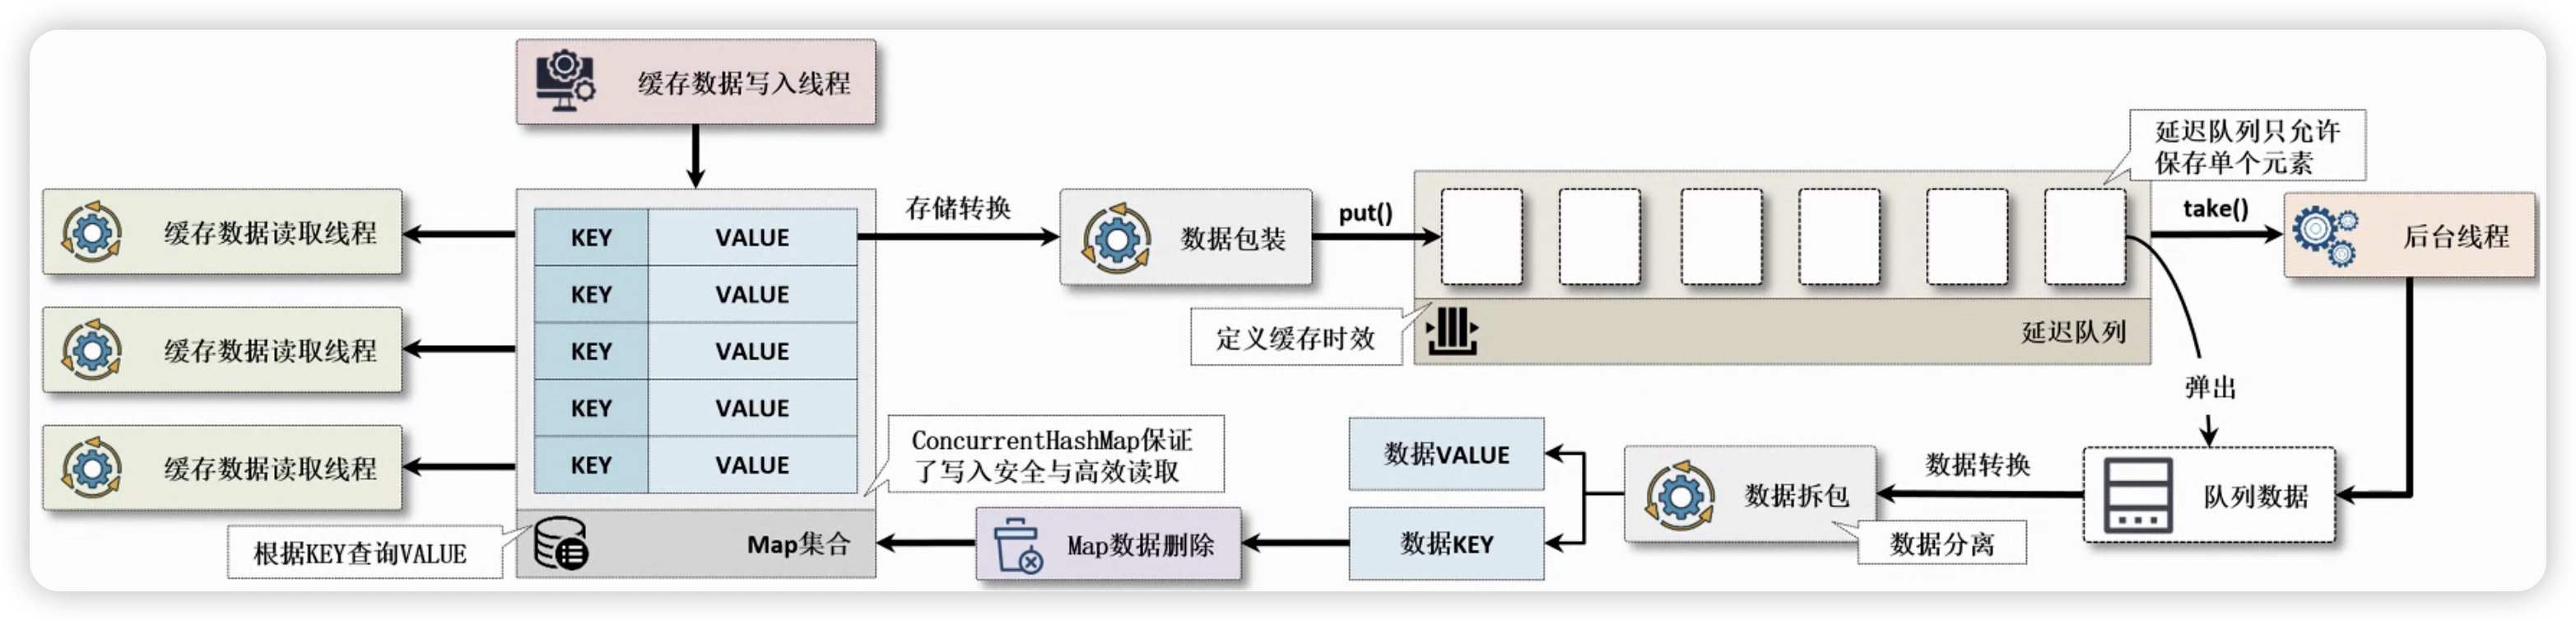 缓存数据写入线程
延迟队列只允许
保存单个元素
缓存数据读取线程
缓存数据读取线程
缓存数据读取线程
KEY VALUE
KEY VALUE
KEY VALUE
KEY VALUE
KEY VALUE
Map集合
根据KEY查询VALUE
ConcurrentHashMap保证
了写入安全与高效读取
存储转换
数据包装
put()
定义缓存时效
延迟队列
take()
后台线程
弹出
队列数据
数据转换
数据拆包
数据分离
数据VALUE
数据KEY
Map数据删除